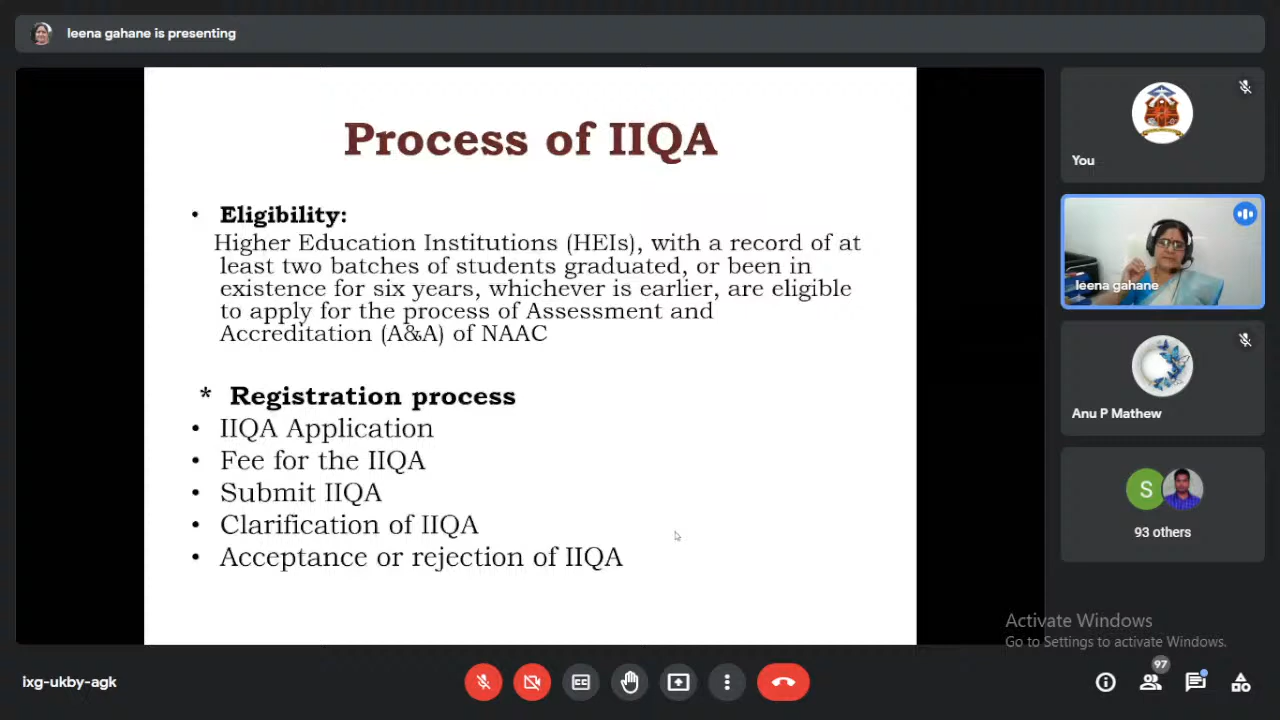 leena gahane is presenting
Process of IIQA
• Eligibility:
Higher Education Institutions (HEIs), with a record of at
least two batches of students graduated, or been in
existence for six years, whichever is earlier, are eligible
to apply for the process of Assessment and
Accreditation (A&A) of NAAC
* Registration process
• IIQA Application
• Fee for the IIQA
• Submit IIQA
• Clarification of IIQA
• Acceptance or rejection of IIQA
You
leena gahane
Anu P Mathew
S
93 others
Activate Windows
Go to Settings to activate Windows.
ixg-ukby-agk
CC
97